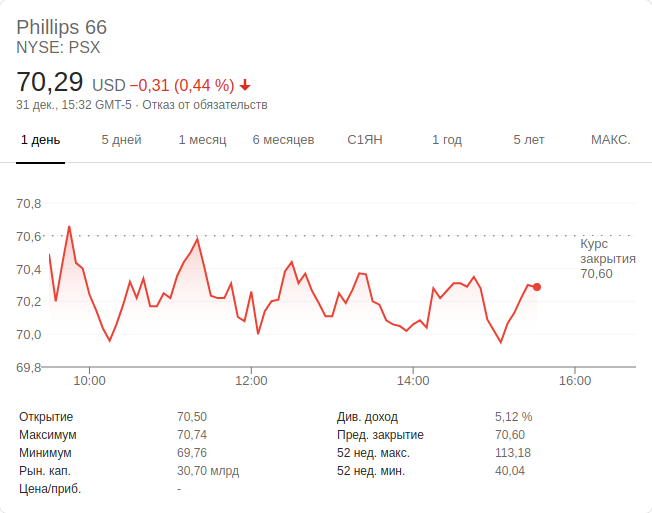 Phillips 66
NYSE: PSX
70,29 USD −0,31 (0,44 %) ↓
31 дек., 15:32 GMT-5 · Отказ от обязательств
1 день 5 дней 1 месяц 6 месяцев С1ЯН 1 год 5 лет МАКС.
70,8
70,6
Курс
закрытия
70,60
70,4
70,2
70,0
69,8
10:00 12:00 14:00 16:00
Открытие 70,50 Див. доход 5,12 %
Максимум 70,74 Пред. закрытие 70,60
Минимум 69,76 52 нед. макс. 113,18
Рын. кап. 30,70 млрд 52 нед. мин. 40,04
Цена/приб. -